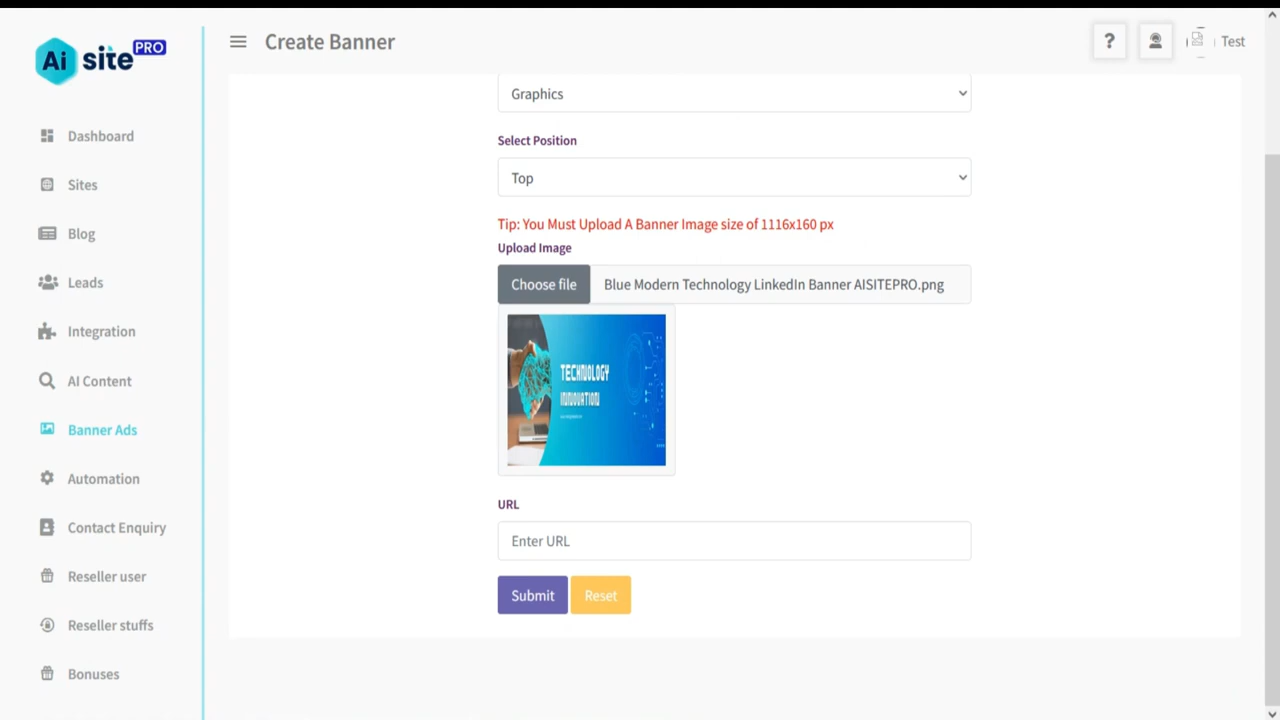 Ai site PRO
Create Banner
?
Test
Dashboard
Sites
Blog
Leads
Integration
AI Content
Banner Ads
Automation
Contact Enquiry
Reseller user
Reseller stuffs
Bonuses
Graphics
Select Position
Top
Tip: You Must Upload A Banner Image size of 1116x160 px
Upload Image
Choose file Blue Modern Technology LinkedIn Banner AISITEPRO.png
TECHNOLOGY
INNOVATION
URL
Enter URL
Submit Reset